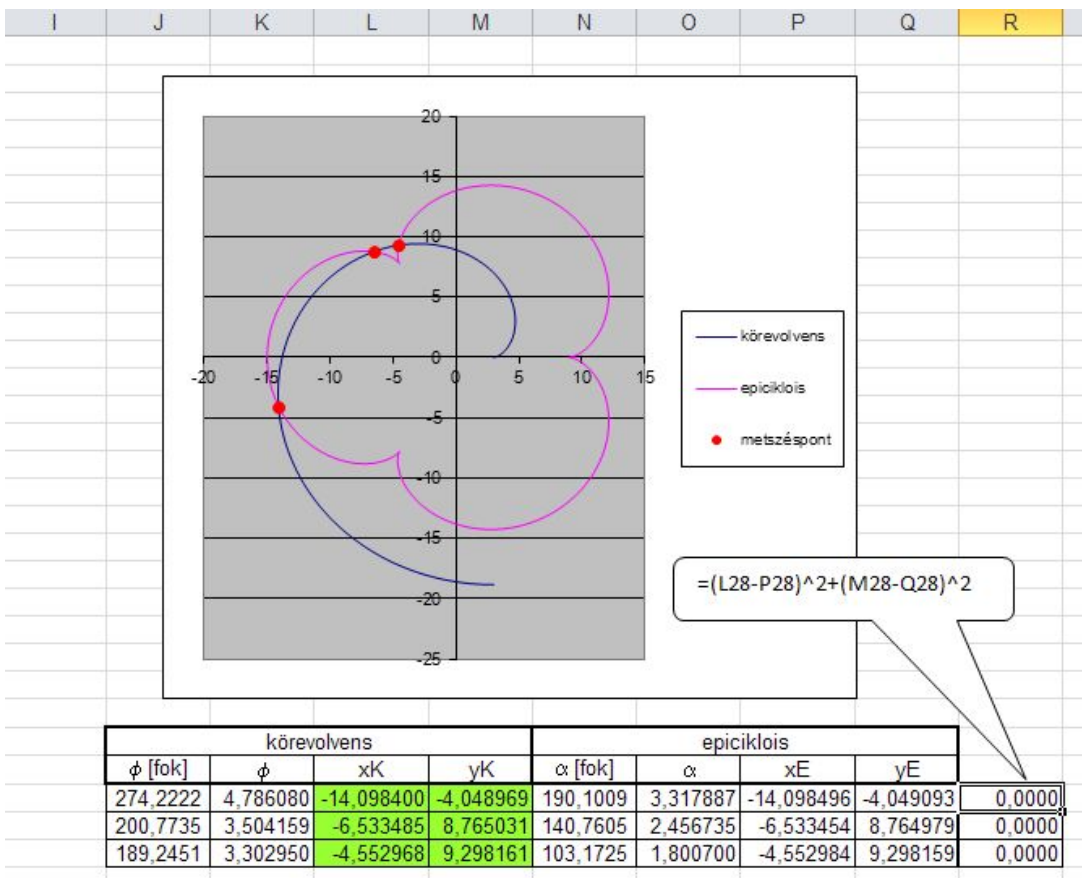 I J K L M N O P Q R
20
15
10
5
0
-20 -15 -10 -5 0 5 10 15
-5
-10
-15
-20
-25
körevolvens
epiciklois
metszéspont
=(L28-P28)^2+(M28-Q28)^2
körevolvens epiciklois
ϕ [fok] ϕ xK yK α [fok] α xE yE
274,2222 4,786080 -14,098400 -4,048969 190,1009 3,317887 -14,098496 -4,049093 0,0000
200,7735 3,504159 -6,533485 8,765031 140,7605 2,456735 -6,533454 8,764979 0,0000
189,2451 3,302950 -4,552968 9,298161 103,1725 1,800700 -4,552984 9,298159 0,0000